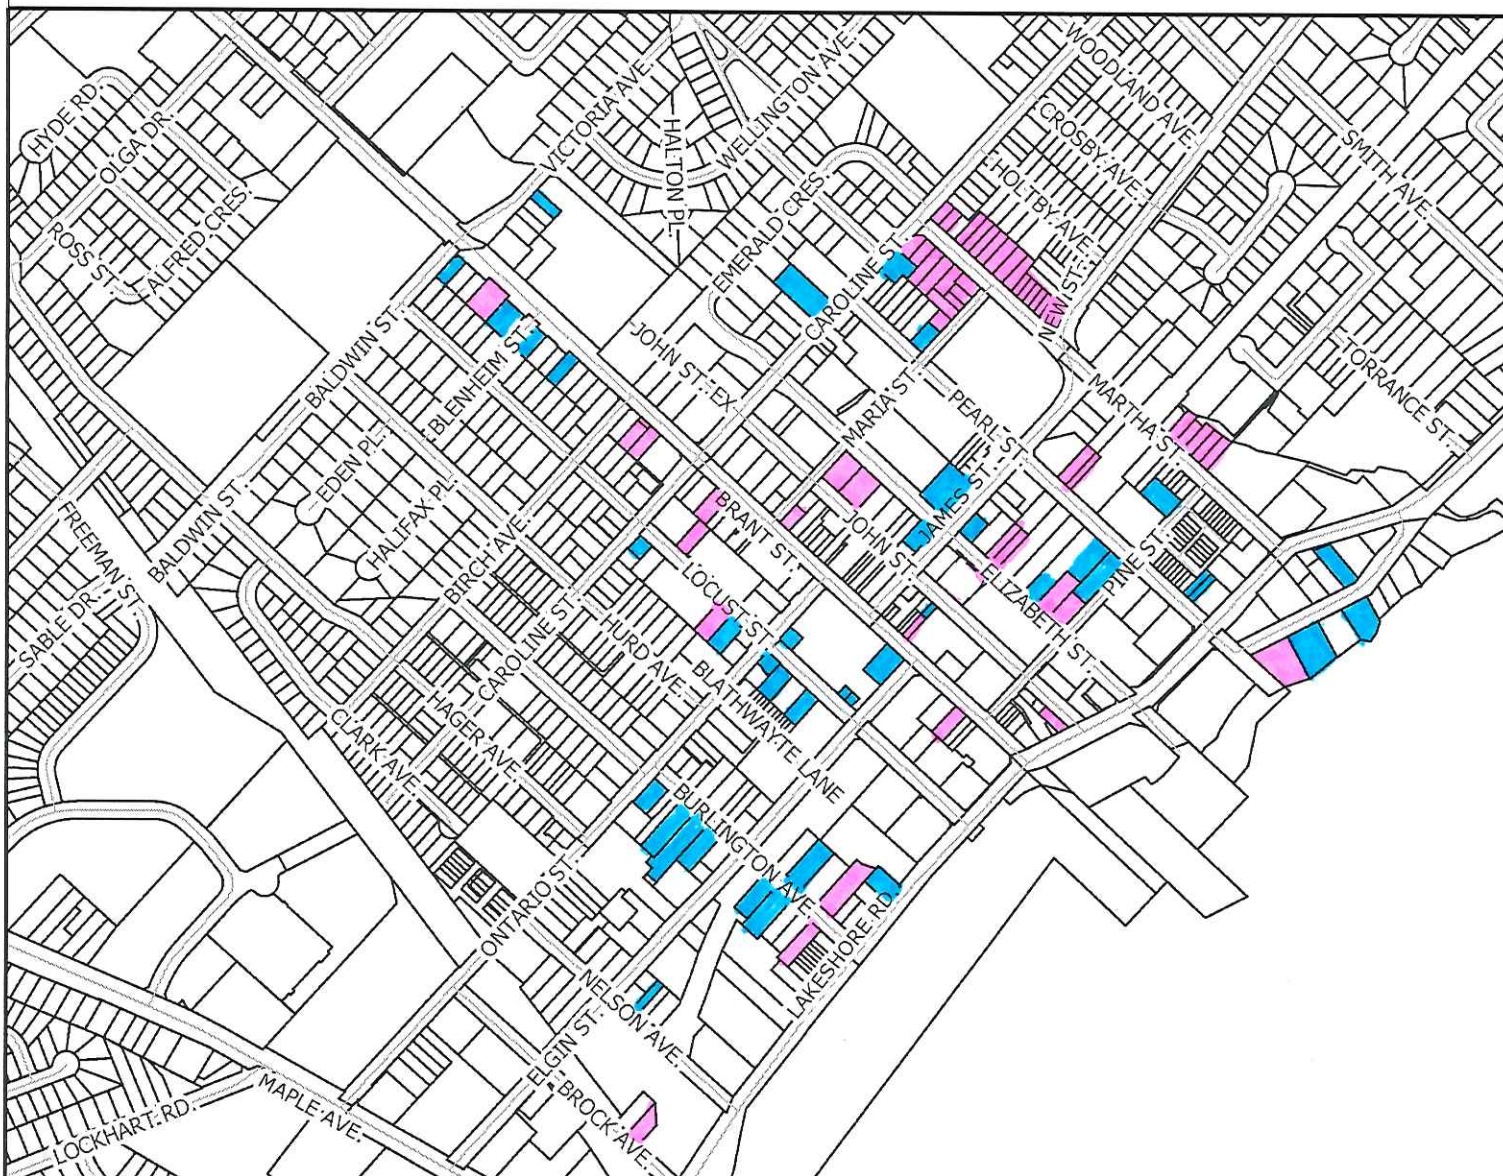 WOODLAND AVE.
HYDE RD.
OLGA DR.
VICTORIA AVE.
WELLINGTON AVE.
HALTON PL.
CROSBY AVE.
SMITH AVE.
CHOLTBY AVE.
ROSS ST.
ALFRED CRES.
EMERALD CRES.
CAROLINE S
NEW ST.
BALDWIN ST.
BLENHEIM ST.
JOHN ST. EX
TORRANCE ST.
MARIA ST.
PEARL S
MARTHA ST.
EDEN PL.
HALIFAX PL.
BALDWIN ST.
FREEMAN ST.
BIRCH AVE.
BRANT ST.
JOHN ST.
JAMES ST.
PINE ST
ELIZABETH ST.
SABLE DR.
LOCUST ST.
CAROLINE ST.
HURD AVE.
BLATHWAYTE LANE
HAGER AVE.
CLARK AVE.
BURLINGTON AVE.
ONTARIO ST.
LAKESHORE RD.
NELSON AVE.
ELGIN ST.
BROCK AVE.
MAPLE AVE.
LOCKHART RD.